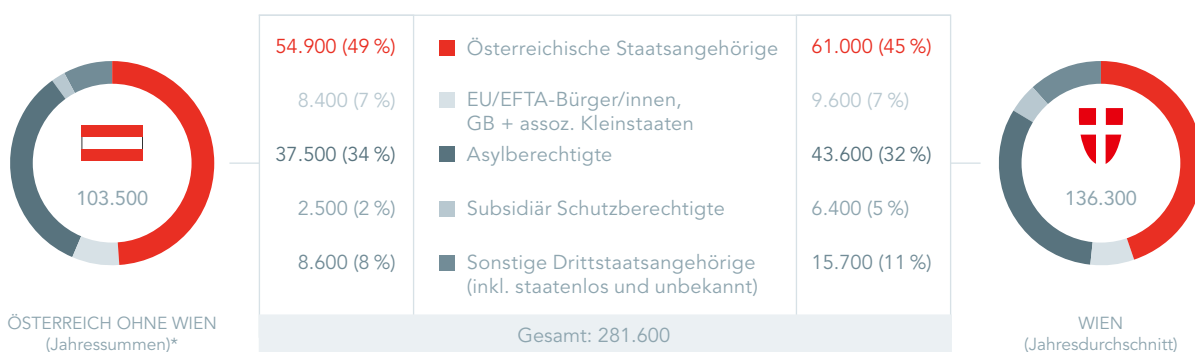 54.900 (49 %) Österreichische Staatsangehörige 61.000 (45 %)
8.400 (7 %) EU/EFTA-Bürger/innen, 9.600 (7 %)
GB + assoz. Kleinstaaten
37.500 (34 %) Asylberechtigte 43.600 (32 %)
103.500
136.300
2.500 (2 %) Subsidiär Schutzberechtigte 6.400 (5 %)
8.600 (8 %) Sonstige Drittstaatsangehörige 15.700 (11 %)
(inkl. staatenlos und unbekannt)
ÖSTERREICH OHNE WIEN
(Jahressummen)*
Gesamt: 281.600
WIEN
(Jahresdurchschnitt)